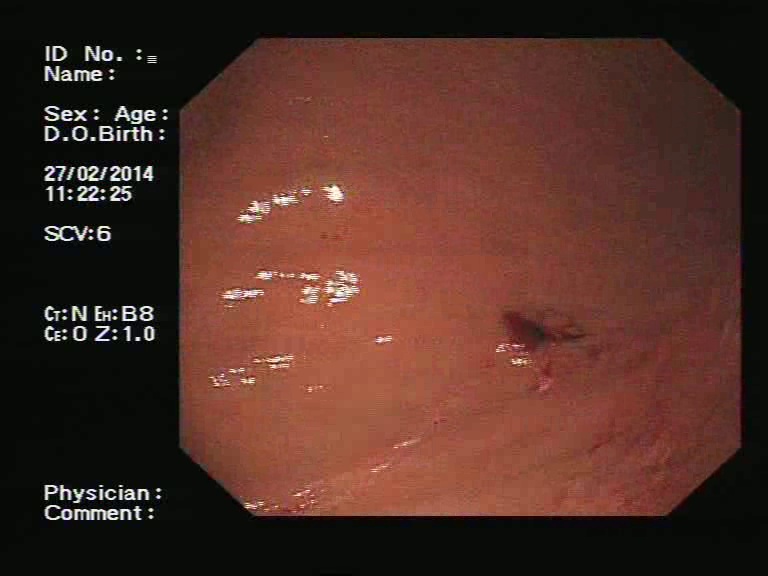 ID No. :
Name:
Sex: Age:
D.O.Birth:
27/02/2014
11:22:25
SCV:6
CT:N EH:B8
CE:0 Z:1.0
Physician:
Comment: